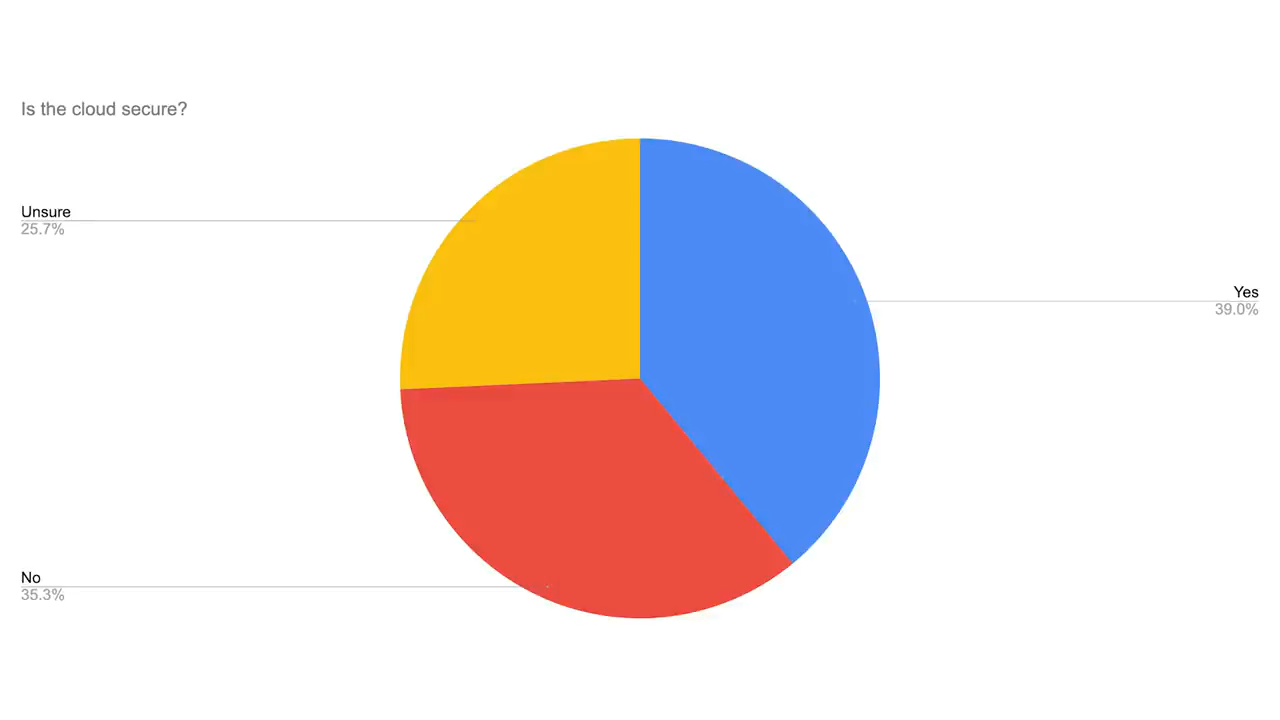 Is the cloud secure?
Unsure
25.7%
Yes
39.0%
No
35.3%